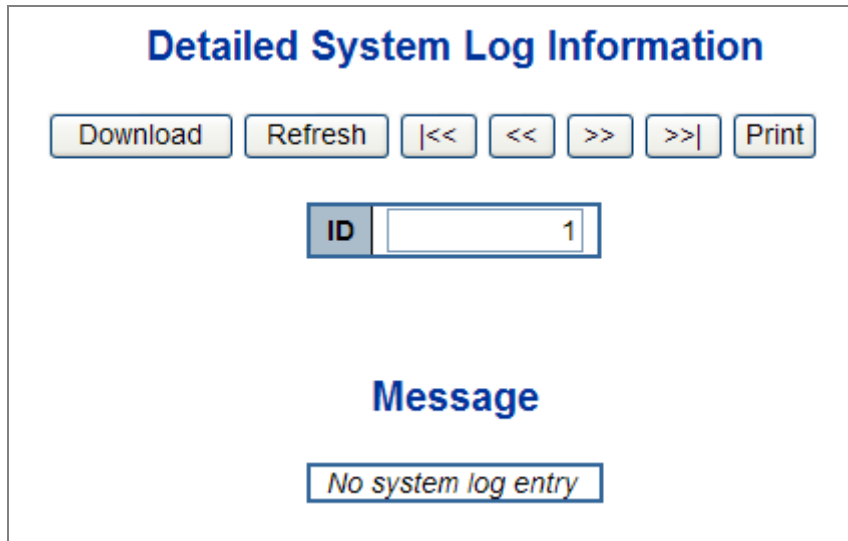 Detailed System Log Information
Download Refresh |<< << >> >>| Print
ID 1
Message
No system log entry